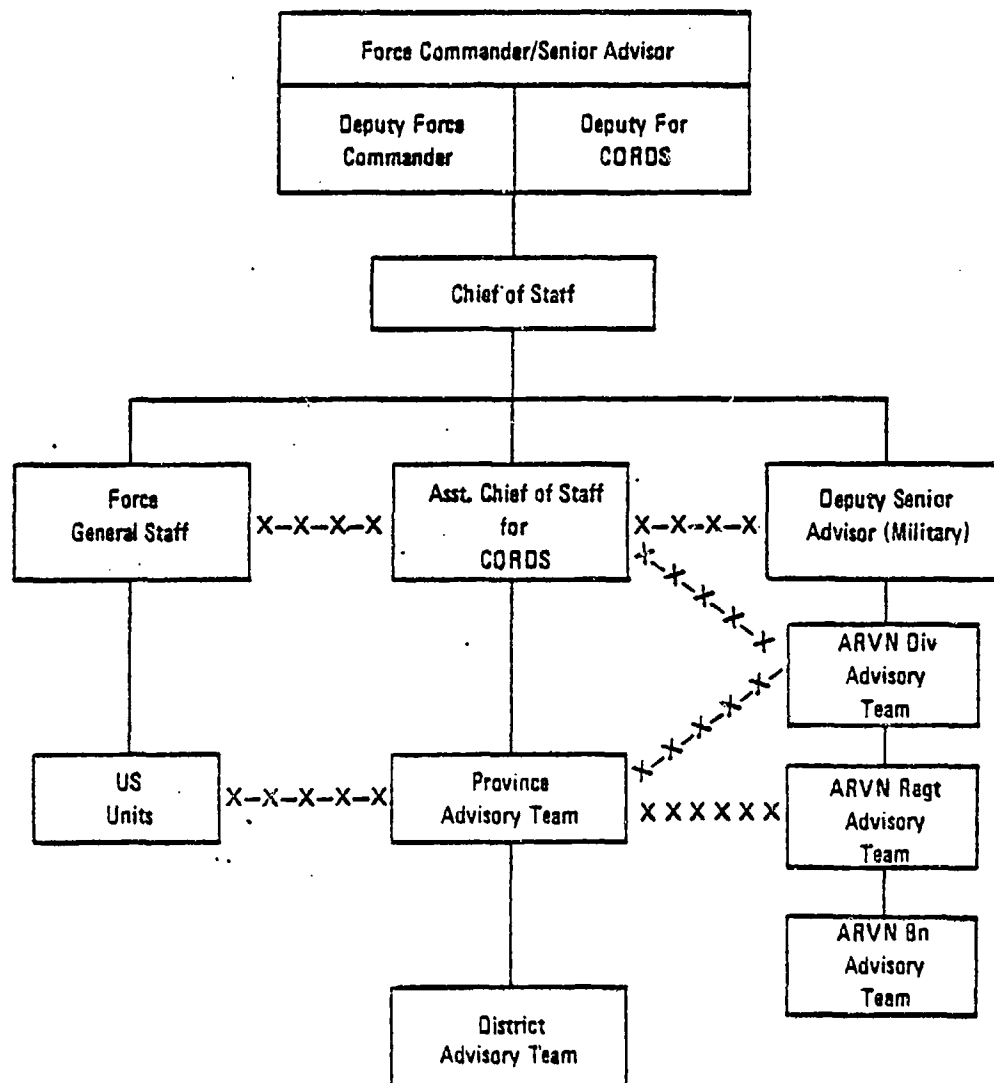 Force Commander/Senior Advisor
Deputy Force
Commander
Deputy For
CORDS
Chief of Staff
Force
General Staff
X-X-X-X
Asst. Chief of Staff
for
CORDS
X-X-X-X
Deputy Senior
Advisor (Military)
X-X-X-X-X
ARVN Div
Advisory
Team
X-X-X-X-X
US
Units
X-X-X-X-X
Province
Advisory Team
X X X X X X
ARVN Regt
Advisory
Team
ARVN Bn
Advisory
Team
District
Advisory Team